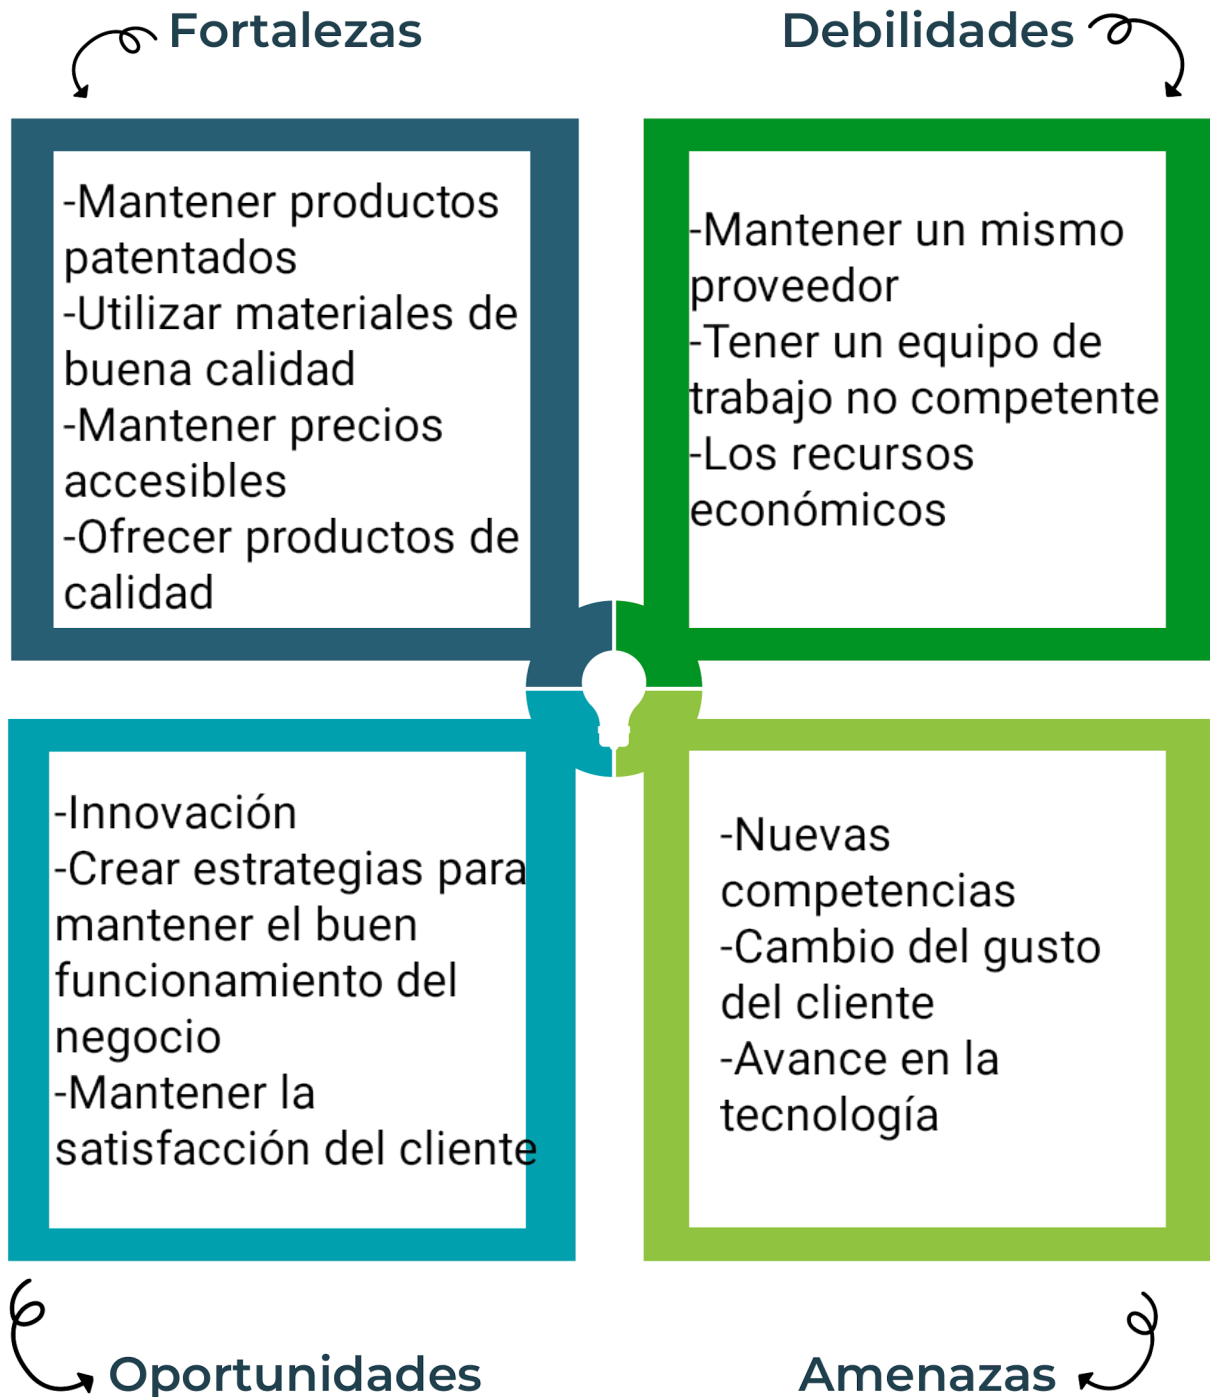 Fortalezas
-Mantener productos
patentados
-Utilizar materiales de
buena calidad
-Mantener precios
accesibles
-Ofrecer productos de
calidad
Debilidades
-Mantener un mismo
proveedor
-Tener un equipo de
trabajo no competente
-Los recursos
económicos
-Innovación
-Crear estrategias para
mantener el buen
funcionamiento del
negocio
-Mantener la
satisfacción del cliente
Oportunidades
-Nuevas
competencias
-Cambio del gusto
del cliente
-Avance en la
tecnología
Amenazas